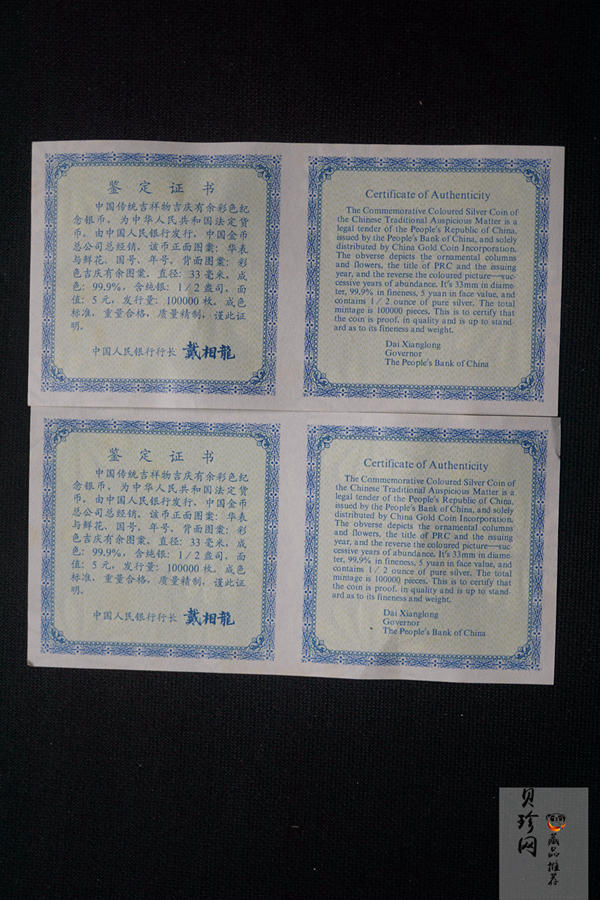 鉴定证书
中国传统吉祥物吉庆有余彩色纪
念银币，为中华人民共和国法定货
币。由中国人民银行发行，中国金币
总公司总经销。该币正面图案：华表
与鲜花、国号、年号，背面图案：彩
色吉庆有余图案。直径：33毫米，成
色：99.9%，含纯银：1/2盎司，面
值：5元，发行量：100000枚。成色
标准，重量合格，质量精制，谨此证
明。
中国人民银行行长 戴相龍
Certificate of Authenticity
The Commemorative Coloured Silver Coin of
the Chinese Traditional Auspicious Matter is a
legal tender of the People's Republic of China,
issued by the People's Bank of China, and solely
distributed by China Gold Coin Incorporation.
The obverse depicts the ornamental columns
and flowers, the title of PRC and the issuing
year, and the reverse the coloured picture—suc-
cessive years of abundance. It's 33mm in diame-
ter, 99.9% in fineness, 5 yuan in face value, and
contains 1/2 ounce of pure silver. The total
mintage is 100000 pieces. This is to certify that
the coin is proof, in quality and is up to stand-
ard as to its fineness and weight.
Dai Xianglong
Governor
The People's Bank of China
鉴定证书
中国传统吉祥物吉庆有余彩色纪
念银币，为中华人民共和国法定货
币。由中国人民银行发行，中国金币
总公司总经销。该币正面图案：华表
与鲜花、国号、年号，背面图案：彩
色吉庆有余图案。直径：33毫米，成
色：99.9%，含纯银：1/2盎司，面
值：5元，发行量：100000枚。成色
标准，重量合格，质量精制，谨此证
明。
中国人民银行行长 戴相龍
Certificate of Authenticity
The Commemorative Coloured Silver Coin of
the Chinese Traditional Auspicious Matter is a
legal tender of the People's Republic of China,
issued by the People's Bank of China, and solely
distributed by China Gold Coin Incorporation.
The obverse depicts the ornamental columns
and flowers, the title of PRC and the issuing
year, and the reverse the coloured picture—suc-
cessive years of abundance. It's 33mm in diame-
ter, 99.9% in fineness, 5 yuan in face value, and
contains 1/2 ounce of pure silver. The total
mintage is 100000 pieces. This is to certify that
the coin is proof, in quality and is up to stand-
ard as to its fineness and weight.
Dai Xianglong
Governor
The People's Bank of China
贝珍网
藏品推荐